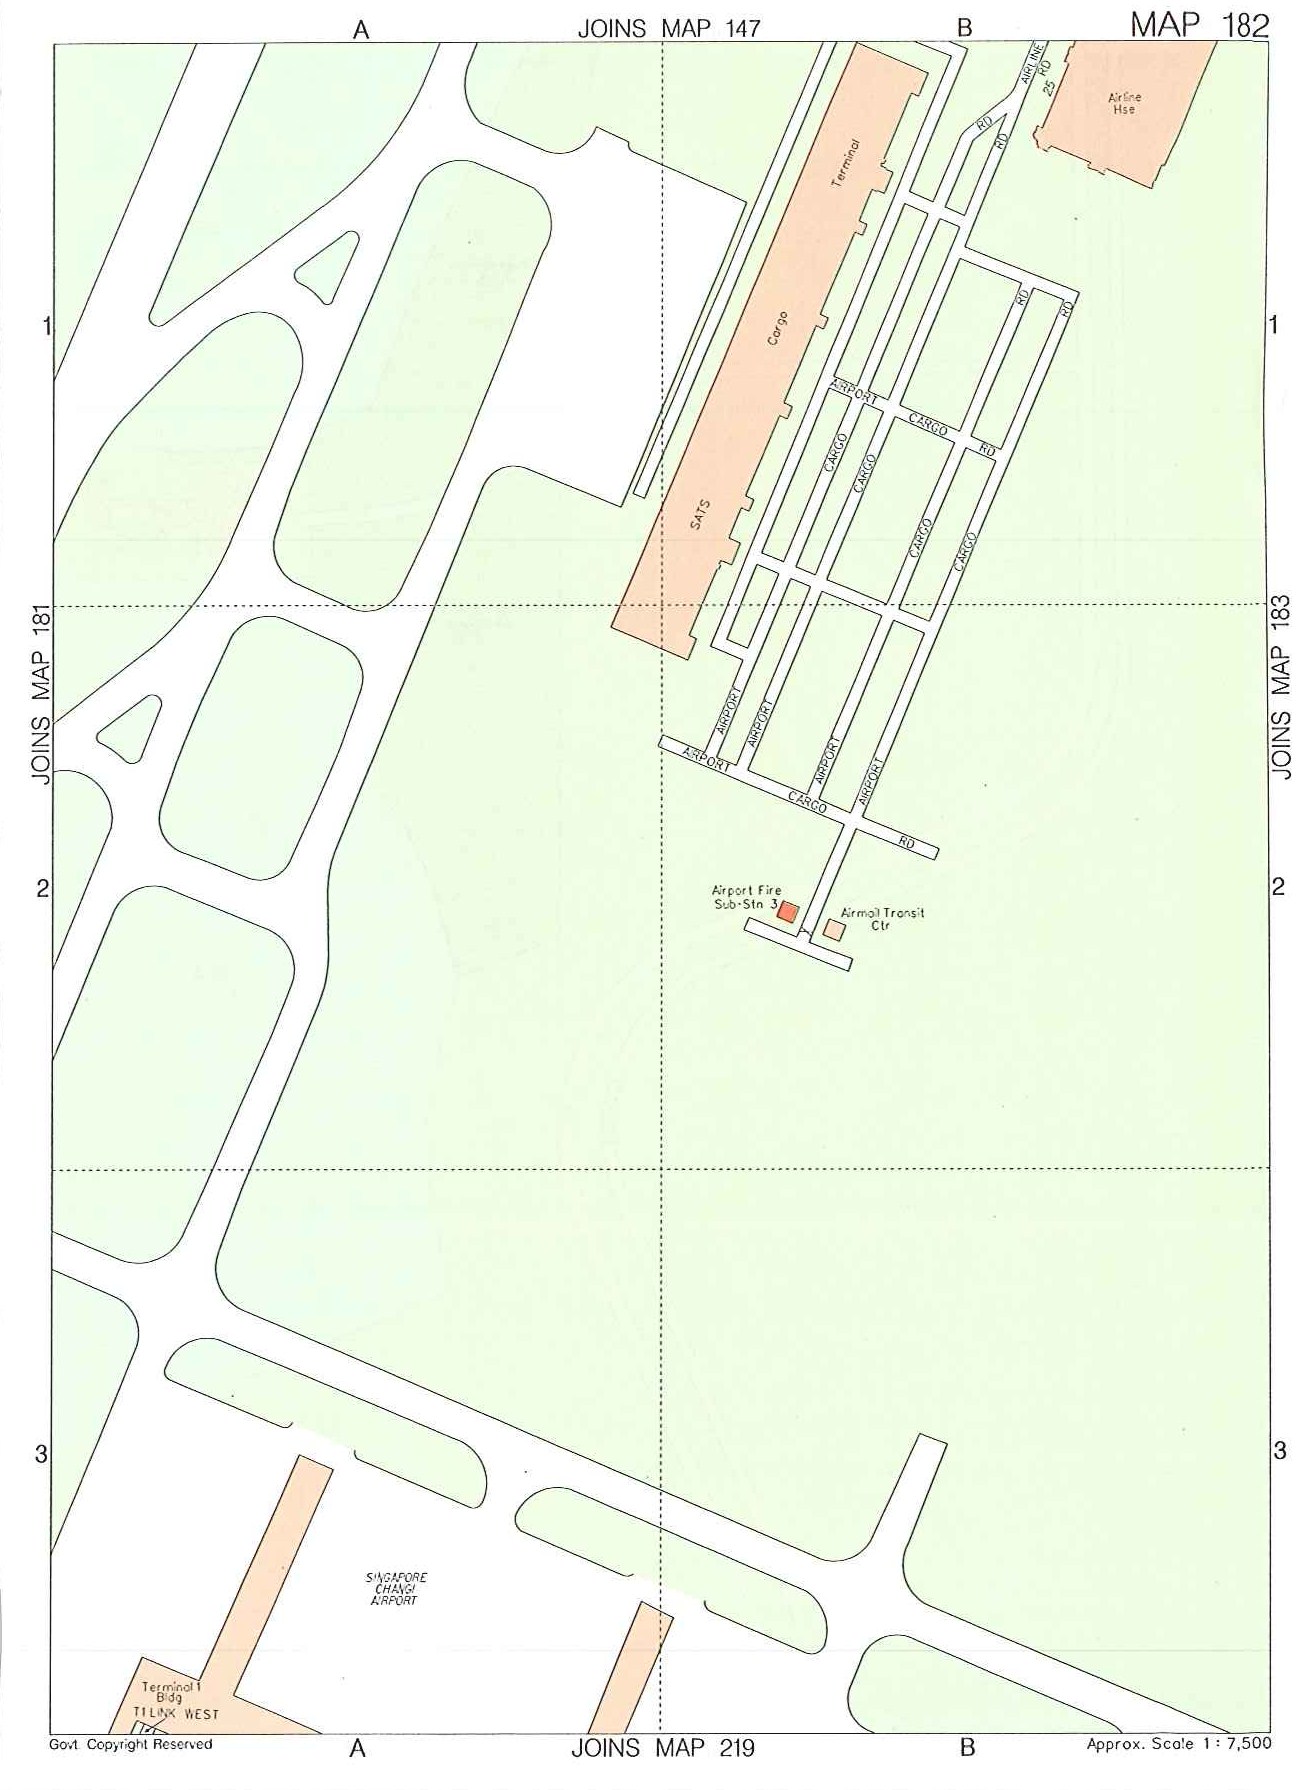 A
JOINS MAP 147
B
MAP 182
AIRLINE
RD
25
Airline
Hse
RD
RD
Terminal
1
1
RD
RD
Cargo
AIRPORT
CARGO
RD
CARGO
CARGO
SATS
CARGO
CARGO
JOINS MAP 181
JOINS MAP 183
AIRPORT
AIRPORT
AIRPORT
AIRPORT
AIRPORT
CARGO
RD
2
2
Airport Fire
Sub-Stn 3
Airmail Transit
Ctr
3
3
SINGAPORE
CHANGI
AIRPORT
Terminal 1
Bldg
T1 LINK WEST
Govt. Copyright Reserved
A
JOINS MAP 219
B
Approx. Scale 1 : 7,500